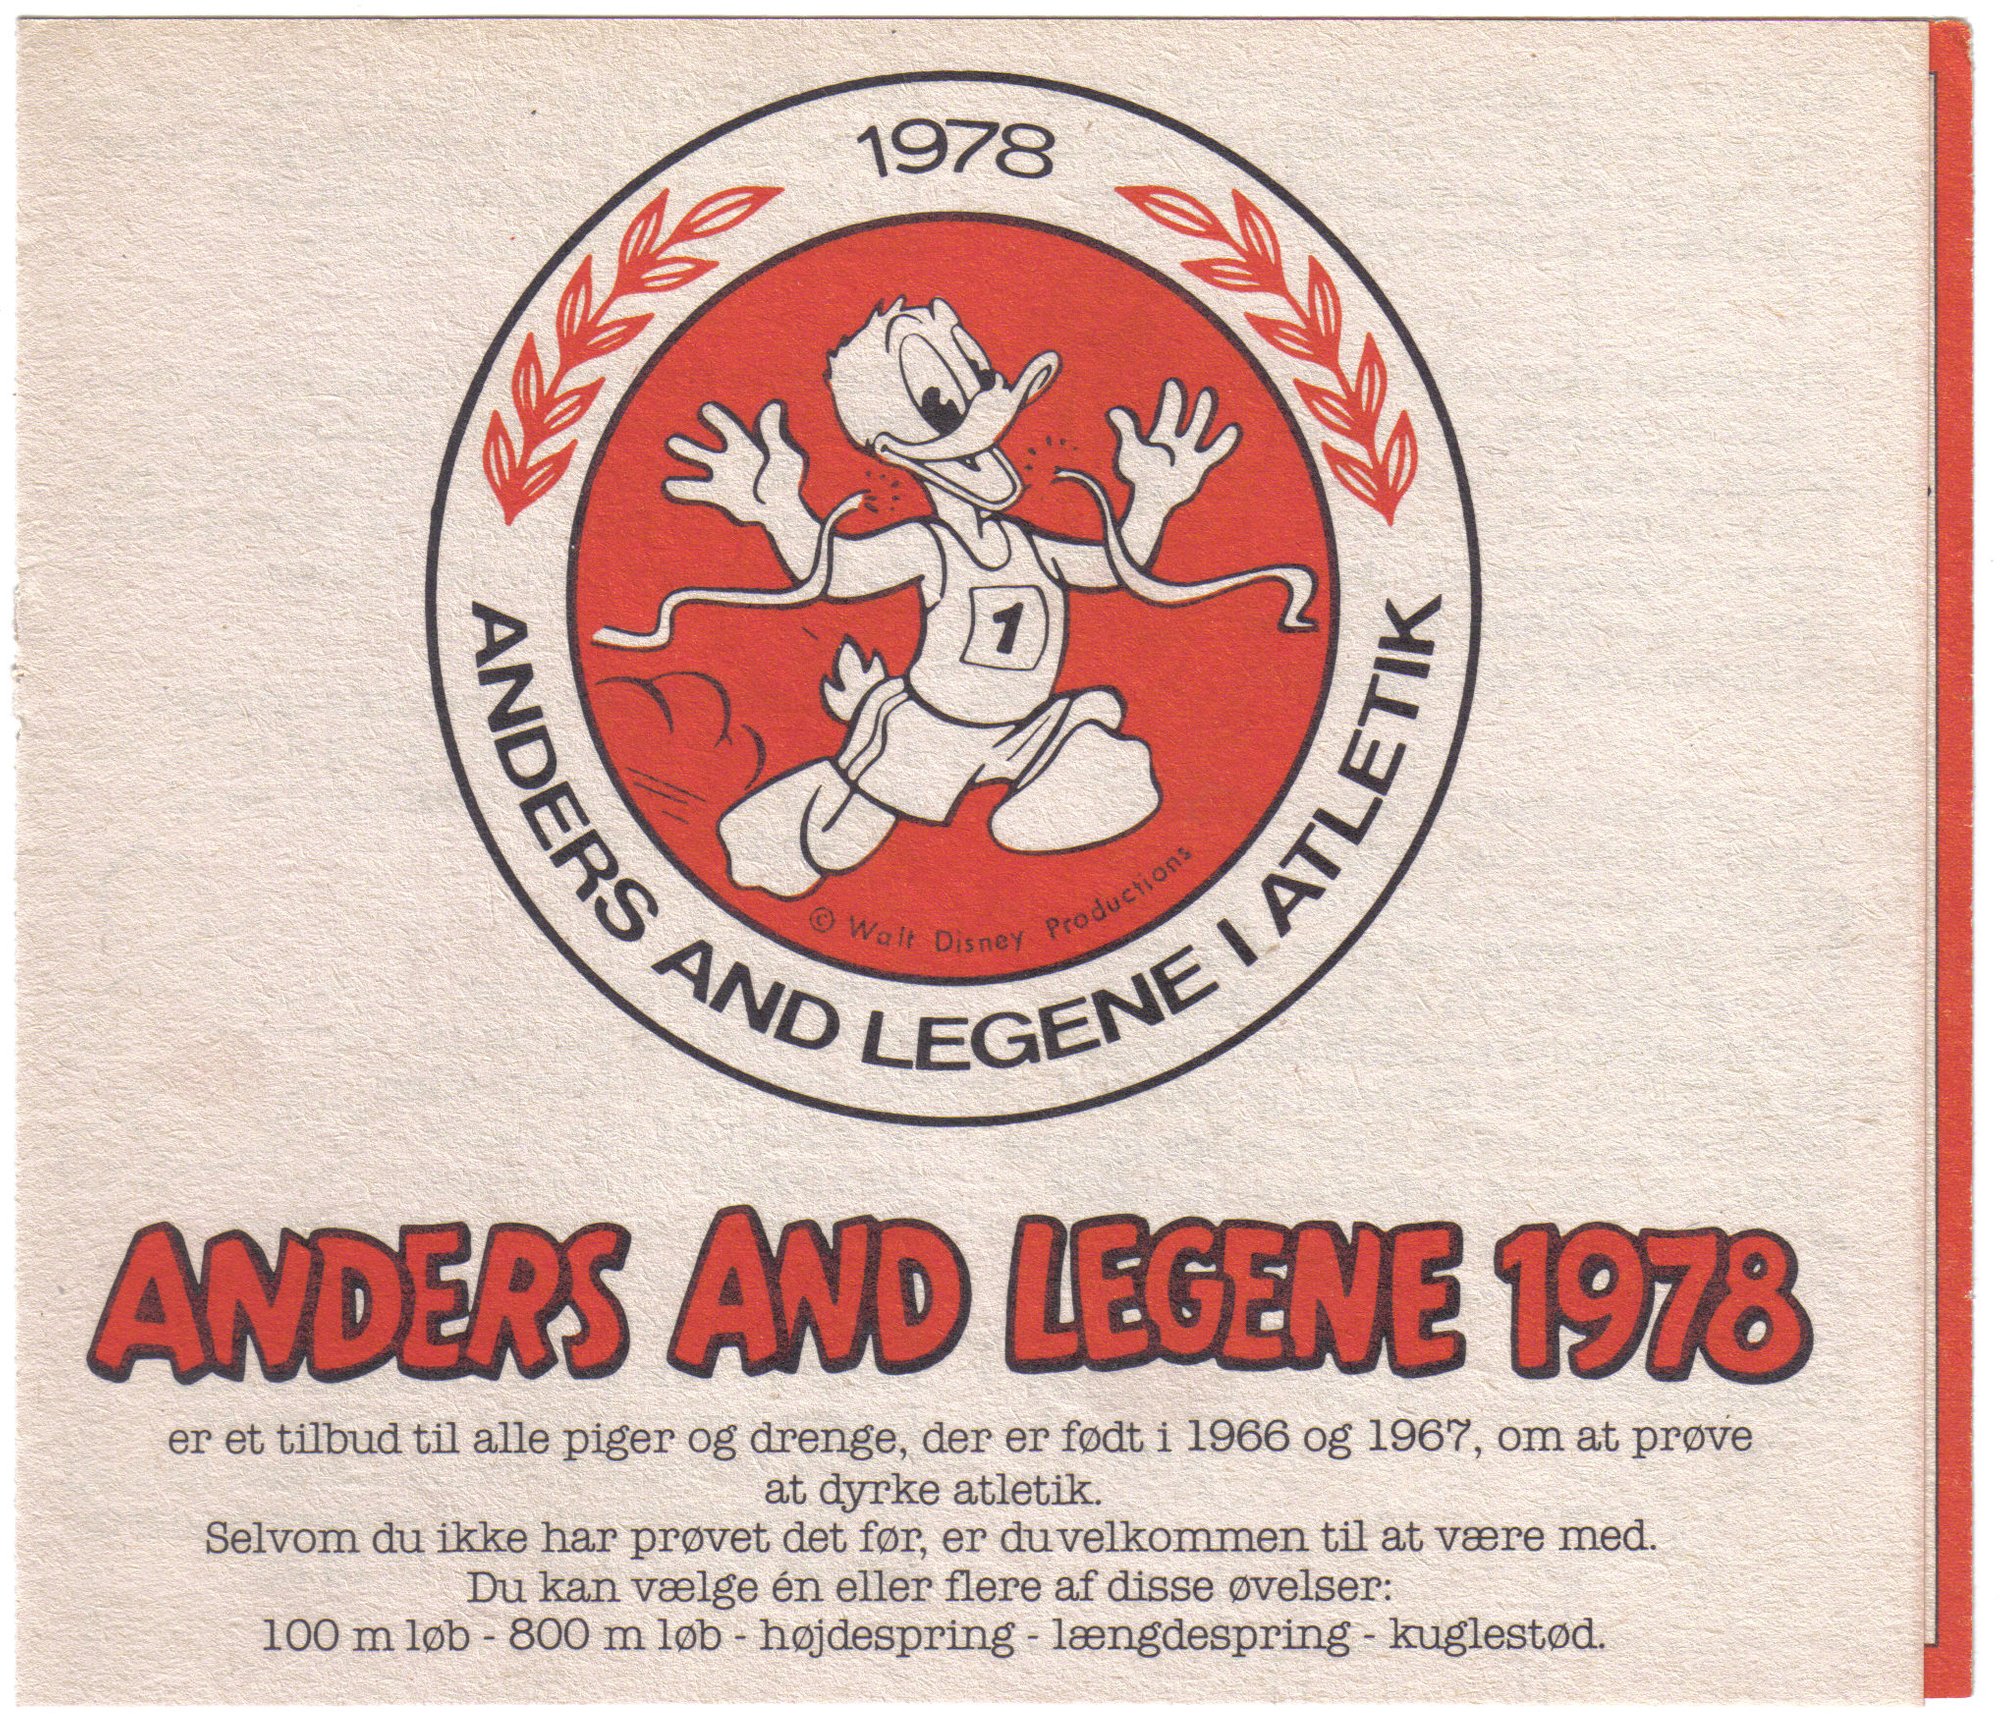 1978
ANDERS AND LEGENE I ATLETIK
1
© Walt Disney Productions
ANDERS AND LEGENE 1978
er et tilbud til alle piger og drenge, der er født i 1966 og 1967, om at prøve
at dyrke atletik.
Selvom du ikke har prøvet det før, er du velkommen til at være med.
Du kan vælge én eller flere af disse øvelser:
100 m løb - 800 m løb - højdespring - længdespring - kuglestød.